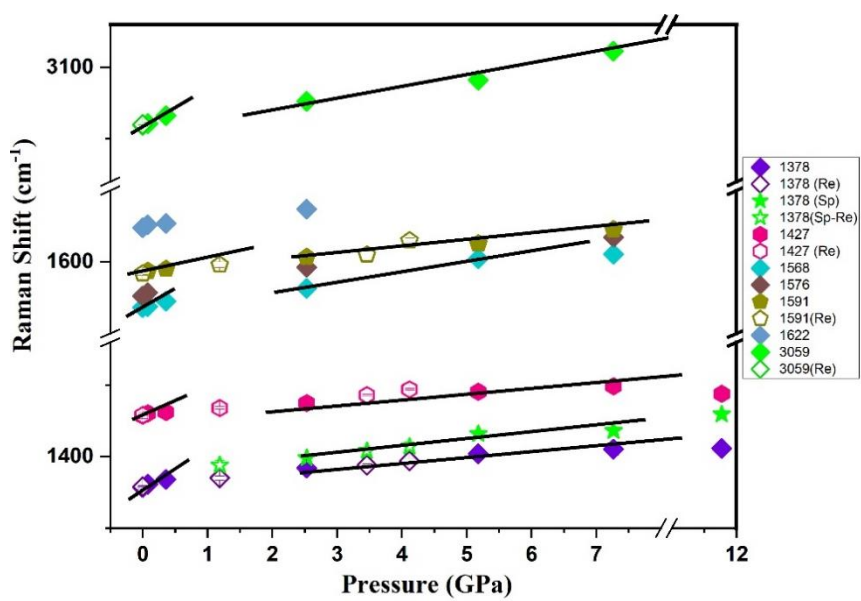 3100
1600
1400
Raman Shift (cm-1)
0
1
2
3
4
5
6
7
12
Pressure (GPa)
1378
1378 (Re)
1378 (Sp)
1378(Sp-Re)
1427
1427 (Re)
1568
1576
1591
1591(Re)
1622
3059
3059(Re)